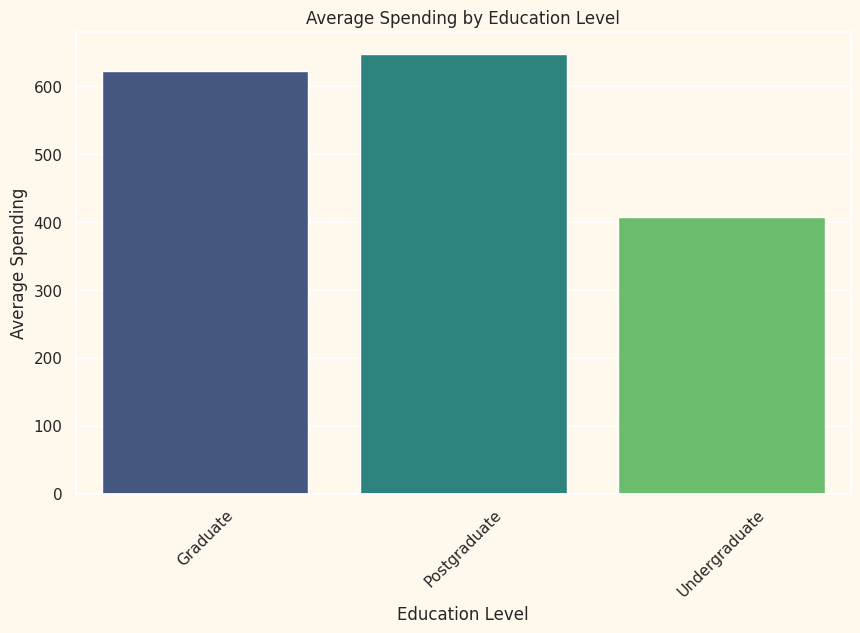 Average Spending by Education Level
Average Spending
600
500
400
300
200
100
0
Graduate
Postgraduate
Undergraduate
Education Level